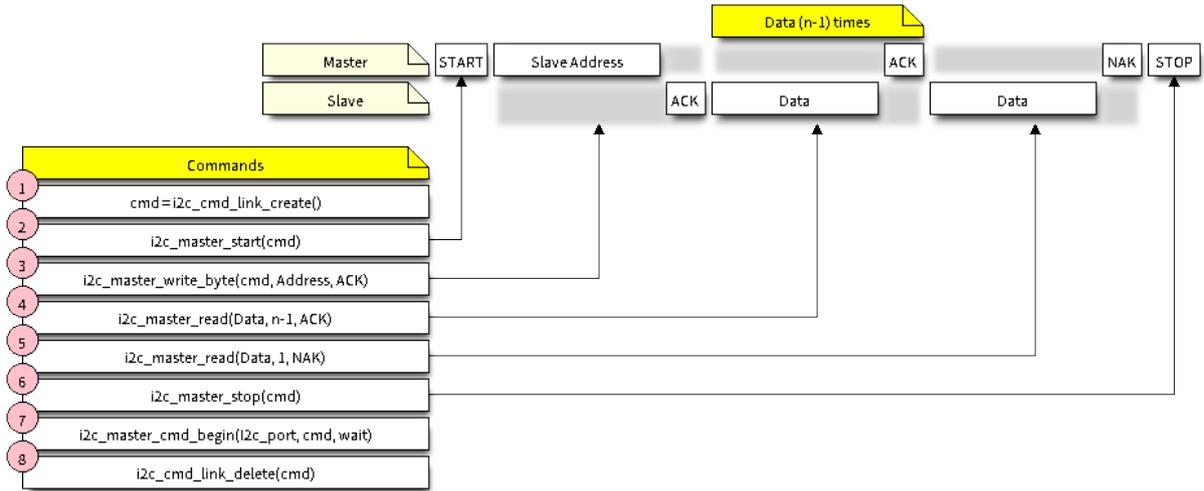 Data (n-1) times
Master START Slave Address ACK NAK STOP
Slave ACK Data Data
Commands
1
cmd=i2c_cmd_link_create()
2
i2c_master_start(cmd)
3
i2c_master_write_byte(cmd, Address, ACK)
4
i2c_master_read(Data, n-1, ACK)
5
i2c_master_read(Data, 1, NAK)
6
i2c_master_stop(cmd)
7
i2c_master_cmd_begin(I2c_port, cmd, wait)
8
i2c_cmd_link_delete(cmd)